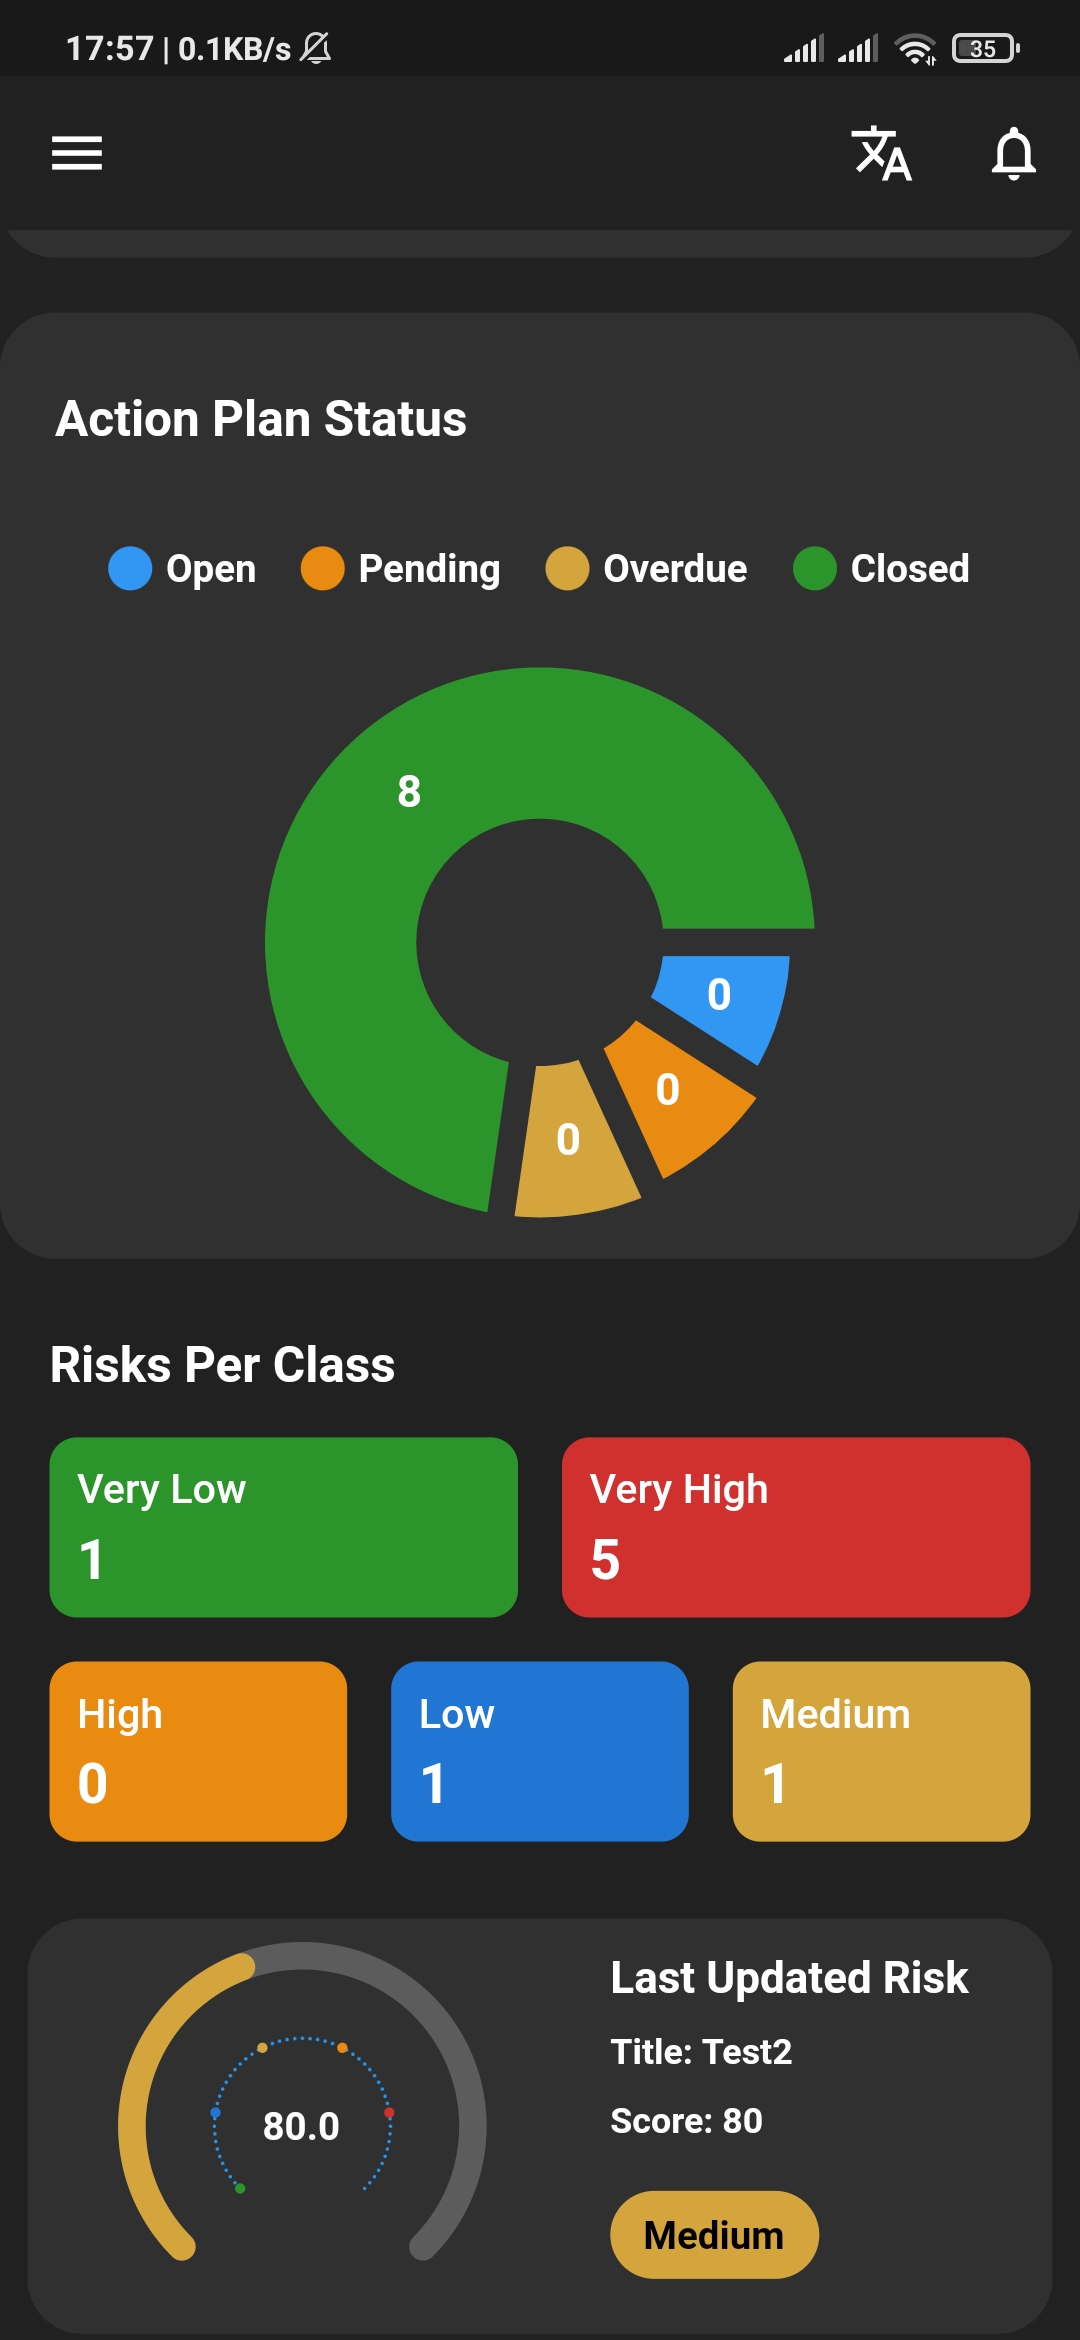 17:57 | 0.1KB/s 35
Action Plan Status
Open Pending Overdue Closed
8
0
0
0
Risks Per Class
Very Low
1
Very High
5
High
0
Low
1
Medium
1
80.0
Last Updated Risk
Title: Test2
Score: 80
Medium